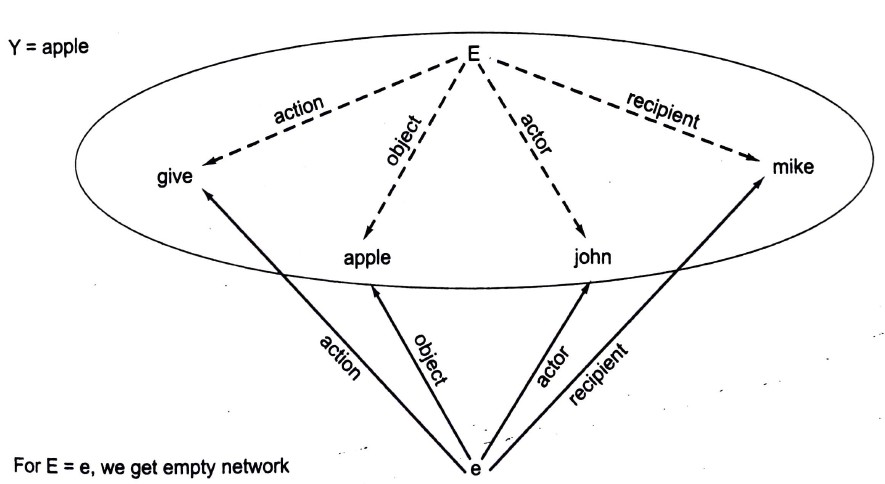 Y = apple
E
action
object
actor
recipient
give
mike
apple
john
action
object
actor
recipient
e
For E = e, we get empty network